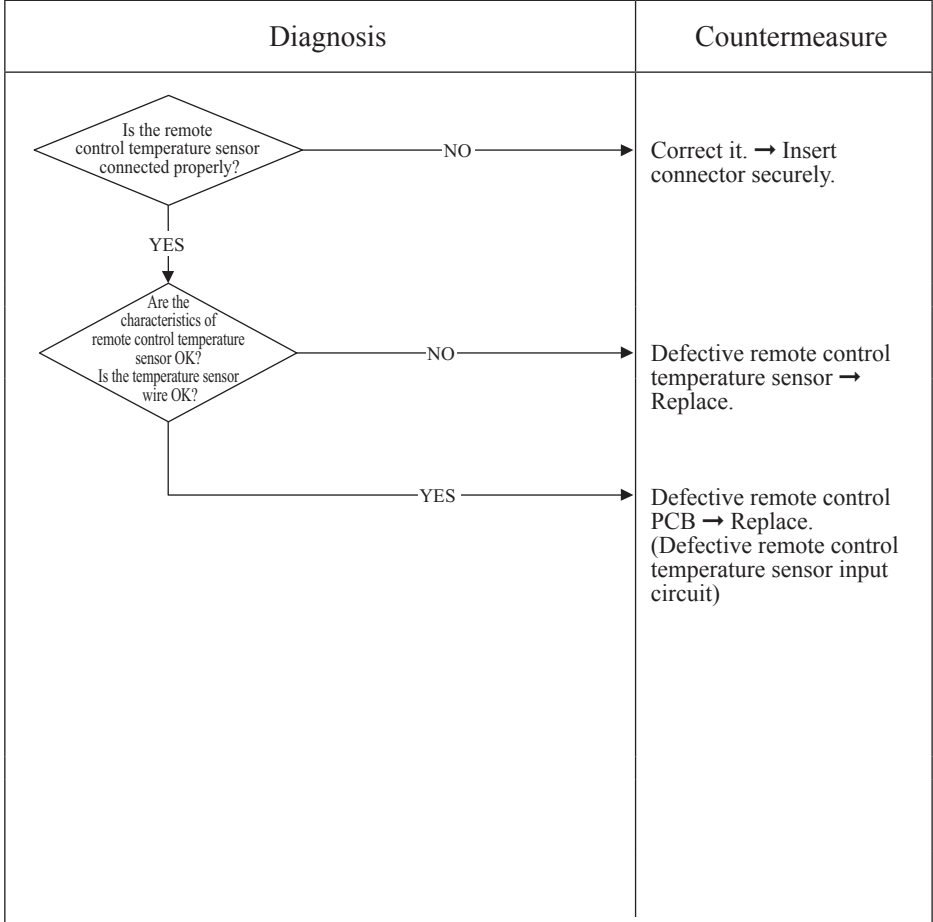 Diagnosis
Countermeasure
Is the remote
control temperature sensor
connected properly?
NO
Correct it. → Insert
connector securely.
YES
Are the
characteristics of
remote control temperature
sensor OK?
Is the temperature sensor
wire OK?
NO
Defective remote control
temperature sensor →
Replace.
YES
Defective remote control
PCB → Replace.
(Defective remote control
temperature sensor input
circuit)